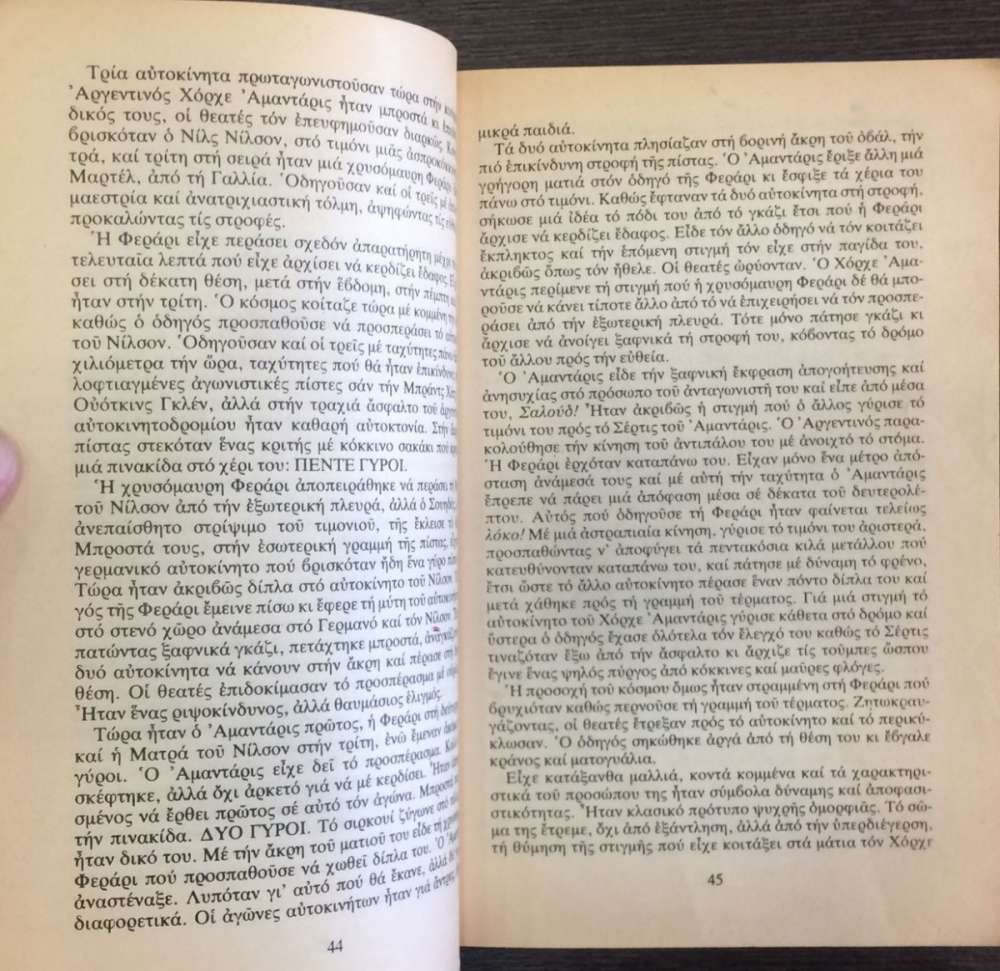 Τρία αὐτοκίνητα πρωταγωνιστοῦσαν τώρα στήν
Ἀργεντινός Χόρχε Ἀμαντάρις ἦταν μπροστά κι
δικός τους, οἱ θεατές τόν ἐπευφημοῦσαν διαρκῶς.
βρισκόταν ὁ Νίλς Νίλσον, στό τιμόνι μιᾶς
τρά, καί τρίτη στή σειρά ἦταν μιά χρυσόμαυρη Φεράρι
Μαρτέλ, ἀπό τή Γαλλία. Ὁδηγοῦσαν καί οἱ τρεῖς μέ
μαεστρία καί ἀνατριχιαστική τόλμη, ἀψηφώντας τίς
προκαλώντας τίς στροφές.
Ἡ Φεράρι εἶχε περάσει σχεδόν ἀπαρατήρητη μέχρι
τελευταῖα λεπτά πού εἶχε ἀρχίσει νά κερδίζει ἔδαφος.
σει στή δέκατη θέση, μετά στήν ἕβδομη, στήν πέμπτη
ἦταν στήν τρίτη. Ὁ κόσμος κοίταζε τώρα μέ κομμένη
καθώς ὁ ὁδηγός προσπαθοῦσε νά προσπεράσει τό
τοῦ Νίλσον. Ὁδηγοῦσαν καί οἱ τρεῖς μέ ταχύτητες
χιλιόμετρα τήν ὥρα, ταχύτητες πού θά ἦταν
λοφτιαγμένες ἀγωνιστικές πίστες σάν τήν Μπράντς
Οὐότκινς Γκλέν, ἀλλά στήν τραχιά ἄσφαλτο τοῦ
αὐτοκινητοδρομίου ἦταν καθαρή αὐτοκτονία. Στήν
πίστας στεκόταν ἕνας κριτής μέ κόκκινο σακάκι πού
μιά πινακίδα στό χέρι του: ΠΕΝΤΕ ΓΥΡΟΙ.
Ἡ χρυσόμαυρη Φεράρι ἀποπειράθηκε νά περάσει
τοῦ Νίλσον ἀπό τήν ἐξωτερική πλευρά, ἀλλά ὁ
ἀνεπαίσθητο στρίψιμο τοῦ τιμονιοῦ, τῆς ἔκλεισε
Μπροστά τους, στήν ἐσωτερική γραμμή τῆς πίστας,
γερμανικό αὐτοκίνητο πού βρισκόταν ἤδη ἕνα γύρο
Τώρα ἦταν ἀκριβῶς δίπλα στό αὐτοκίνητο τοῦ Νίλσον.
γός τῆς Φεράρι ἔμεινε πίσω κι ἔφερε τή μύτη τοῦ
στό στενό χῶρο ἀνάμεσα στό Γερμανό καί τόν Νίλσον.
πατώντας ξαφνικά γκάζι, πετάχτηκε μπροστά,
δυό αὐτοκίνητα νά κάνουν στήν ἄκρη καί πέρασε στή
θέση. Οἱ θεατές ἐπιδοκίμασαν τό προσπέρασμα μέ
Ἦταν ἕνας ριψοκίνδυνος, ἀλλά θαυμάσιος ἐλιγμός.
Τώρα ἦταν ὁ Ἀμαντάρις πρῶτος, ἡ Φεράρι στή
καί ἡ Ματρά τοῦ Νίλσον στήν τρίτη, ἐνῶ ἔμεναν
γύροι. Ὁ Ἀμαντάρις εἶχε δεῖ τό προσπέρασμα.
σκέφτηκε, ἀλλά ὄχι ἀρκετό γιά νά μέ κερδίσει. Ἦταν
σμένος νά ἔρθει πρῶτος σέ αὐτό τόν ἀγώνα. Μπροστά
τήν πινακίδα. ΔΥΟ ΓΥΡΟΙ. Τό σιρκουί ζύγωνε στό
ἦταν δικό του. Μέ τήν ἄκρη τοῦ ματιοῦ του εἶδε τή
Φεράρι πού προσπαθοῦσε νά χωθεῖ δίπλα του. Ὁ
ἀναστέναξε. Λυπόταν γι' αὐτό πού θά ἔκανε, ἀλλά
διαφορετικά. Οἱ ἀγῶνες αὐτοκινήτων ἦταν γιά ἄντρες,
44
μικρά παιδιά.
Τά δυό αὐτοκίνητα πλησίαζαν στή βορινή ἄκρη τοῦ ὀβάλ, τήν
πιό ἐπικίνδυνη στροφή τῆς πίστας. Ὁ Ἀμαντάρις ἔριξε ἄλλη μιά
γρήγορη ματιά στόν ὁδηγό τῆς Φεράρι κι ἔσφιξε τά χέρια του
πάνω στό τιμόνι. Καθώς ἔφταναν τά δυό αὐτοκίνητα στή στροφή,
σήκωσε μιά ἰδέα τό πόδι του ἀπό τό γκάζι ἔτσι πού ἡ Φεράρι
ἄρχισε νά κερδίζει ἔδαφος. Εἶδε τόν ἄλλο ὁδηγό νά τόν κοιτάζει
ἔκπληκτος καί τήν ἑπόμενη στιγμή τόν εἶχε στήν παγίδα του,
ἀκριβῶς ὅπως τόν ἤθελε. Οἱ θεατές ὠρύονταν. Ὁ Χόρχε Ἀμα-
ντάρις περίμενε τή στιγμή πού ἡ χρυσόμαυρη Φεράρι δέ θά μπο-
ροῦσε νά κάνει τίποτε ἄλλο ἀπό τό νά ἐπιχειρήσει νά τόν προσπε-
ράσει ἀπό τήν ἐξωτερική πλευρά. Τότε μόνο πάτησε γκάζι κι
ἄρχισε νά ἀνοίγει ξαφνικά τή στροφή του, κόβοντας τό δρόμο
τοῦ ἄλλου πρός τήν εὐθεία.
Ὁ Ἀμαντάρις εἶδε τήν ξαφνική ἔκφραση ἀπογοήτευσης καί
ἀνησυχίας στό πρόσωπο τοῦ ἀνταγωνιστῆ του καί εἶπε ἀπό μέσα
του, Σαλούδ! Ἦταν ἀκριβῶς ἡ στιγμή πού ὁ ἄλλος γύρισε τό
τιμόνι του πρός τό Σέρτις τοῦ Ἀμαντάρις. Ὁ Ἀργεντινός παρα-
κολούθησε τήν κίνηση τοῦ ἀντιπάλου του μέ ἀνοιχτό τό στόμα.
Ἡ Φεράρι ἐρχόταν καταπάνω του. Εἶχαν μόνο ἕνα μέτρο ἀπό-
σταση ἀνάμεσά τους καί μέ αὐτή τήν ταχύτητα ὁ Ἀμαντάρις
ἔπρεπε νά πάρει μιά ἀπόφαση μέσα σέ δέκατα τοῦ δευτερολέ-
πτου. Αὐτός πού ὁδηγοῦσε τή Φεράρι ἦταν φαίνεται τελείως
λόκο! Μέ μιά ἀστραπιαία κίνηση, γύρισε τό τιμόνι του ἀριστερά,
προσπαθώντας ν' ἀποφύγει τά πεντακόσια κιλά μετάλλου πού
κατευθύνονταν καταπάνω του, καί πάτησε μέ δύναμη τό φρένο,
ἔτσι ὥστε τό ἄλλο αὐτοκίνητο πέρασε ἕναν πόντο δίπλα του καί
μετά χάθηκε πρός τή γραμμή τοῦ τέρματος. Γιά μιά στιγμή τό
αὐτοκίνητο τοῦ Χόρχε Ἀμαντάρις γύρισε κάθετα στό δρόμο καί
ὕστερα ὁ ὁδηγός ἔχασε ὁλότελα τόν ἔλεγχό του καθώς τό Σέρτις
τιναζόταν ἔξω ἀπό τήν ἄσφαλτο κι ἄρχιζε τίς τοῦμπες ὥσπου
ἔγινε ἕνας ψηλός πύργος ἀπό κόκκινες καί μαῦρες φλόγες.
Ἡ προσοχή τοῦ κόσμου ὅμως ἦταν στραμμένη στή Φεράρι πού
βρυχιόταν καθώς περνοῦσε τή γραμμή τοῦ τέρματος. Ζητωκραυ-
γάζοντας, οἱ θεατές ἔτρεξαν πρός τό αὐτοκίνητο καί τό περικύ-
κλωσαν. Ὁ ὁδηγός σηκώθηκε ἀργά ἀπό τή θέση του κι ἔβγαλε
κράνος καί ματογυάλια.
Εἶχε κατάξανθα μαλλιά, κοντά κομμένα καί τά χαρακτηρι-
στικά τοῦ προσώπου της ἦταν σύμβολα δύναμης καί ἀποφασι-
στικότητας. Ἦταν κλασικό πρότυπο ψυχρῆς ὀμορφιᾶς. Τό σῶ-
μα της ἔτρεμε, ὄχι ἀπό ἐξάντληση, ἀλλά ἀπό τήν ὑπερδιέγερση,
τή θύμηση τῆς στιγμῆς πού εἶχε κοιτάξει στά μάτια τόν Χόρχε
45